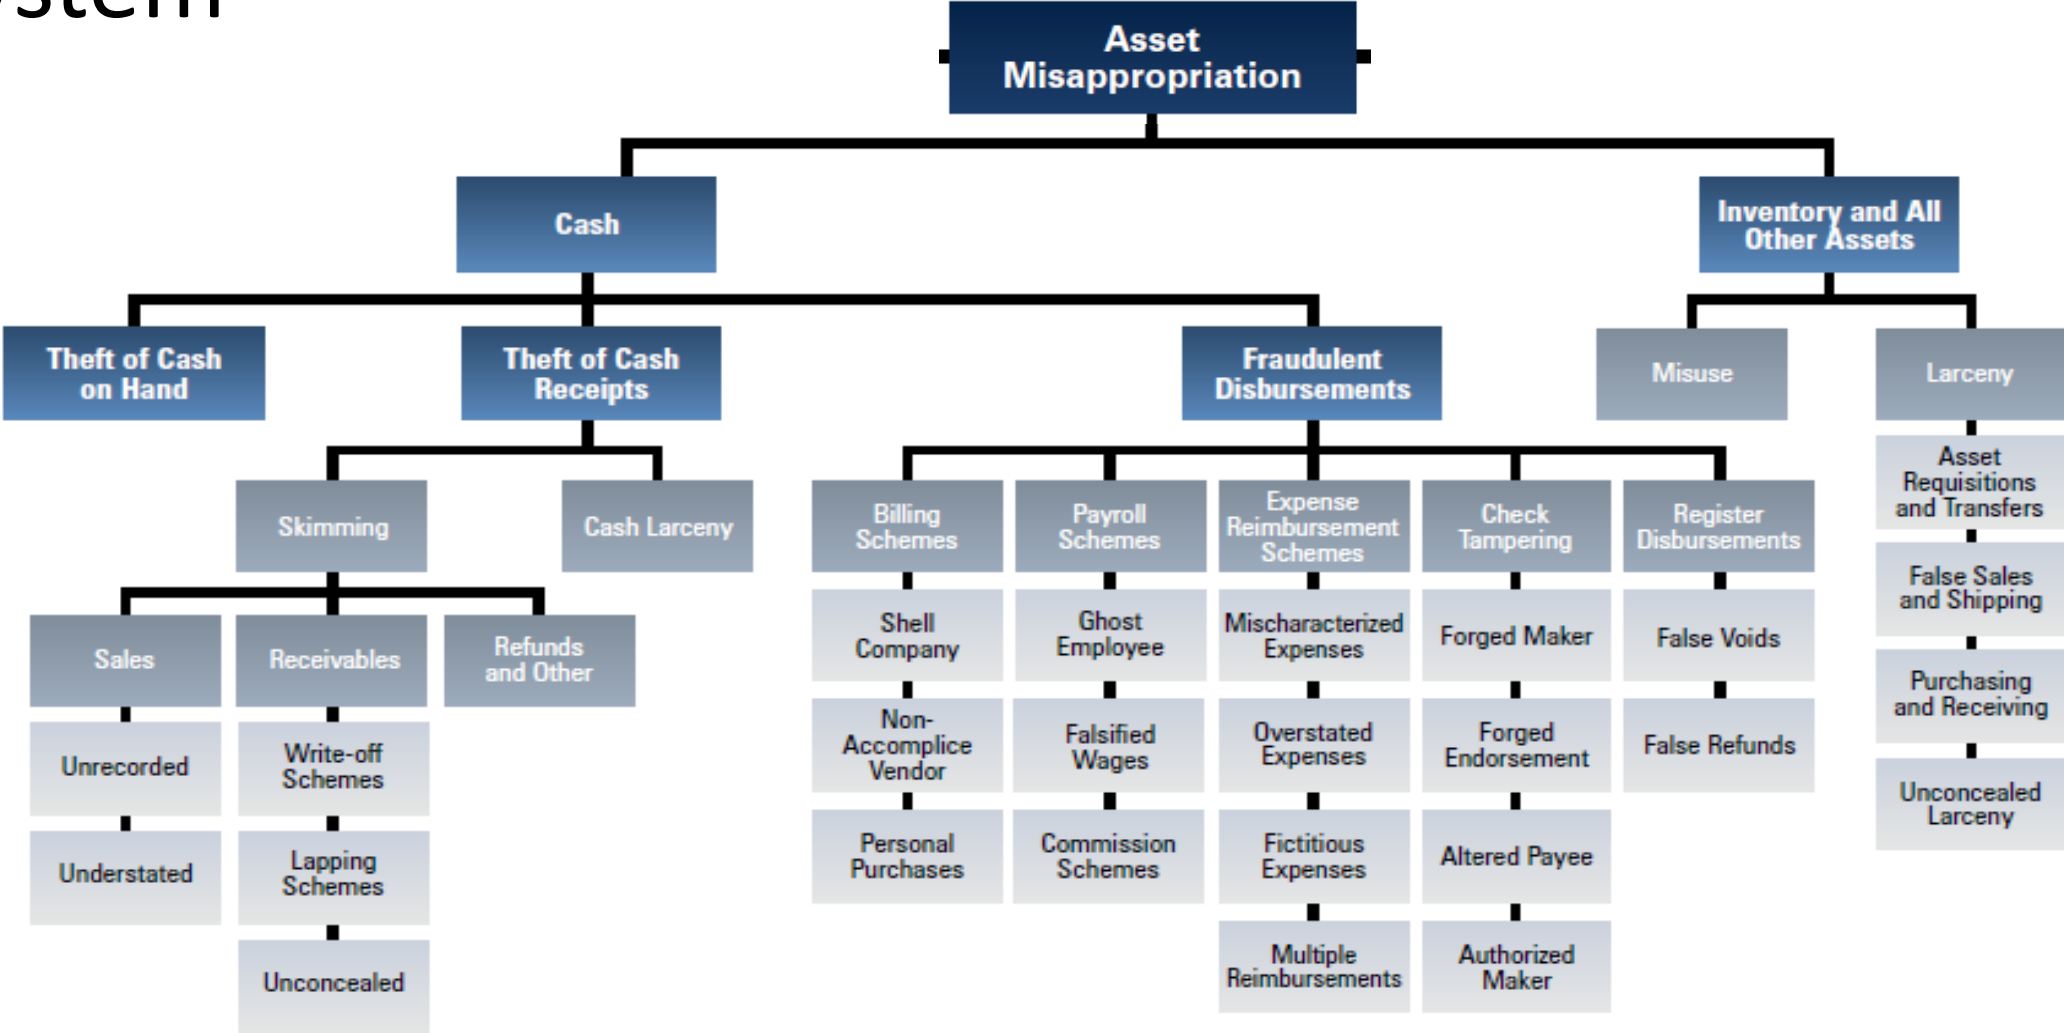 ystem
Asset
Misappropriation
Cash
Inventory and All
Other Assets
Theft of Cash
on Hand
Theft of Cash
Receipts
Fraudulent
Disbursements
Misuse
Larceny
Skimming
Cash Larceny
Billing
Schemes
Payroll
Schemes
Expense
Reimbursement
Schemes
Check
Tampering
Register
Disbursements
Asset
Requisitions
and Transfers
False Sales
and Shipping
Purchasing
and Receiving
Unconcealed
Larceny
Sales
Receivables
Refunds
and Other
Unrecorded
Understated
Write-off
Schemes
Lapping
Schemes
Unconcealed
Shell
Company
Non-
Accomplice
Vendor
Personal
Purchases
Ghost
Employee
Falsified
Wages
Commission
Schemes
Mischaracterized
Expenses
Overstated
Expenses
Fictitious
Expenses
Multiple
Reimbursements
Forged Maker
Forged
Endorsement
Altered Payee
Authorized
Maker
False Voids
False Refunds